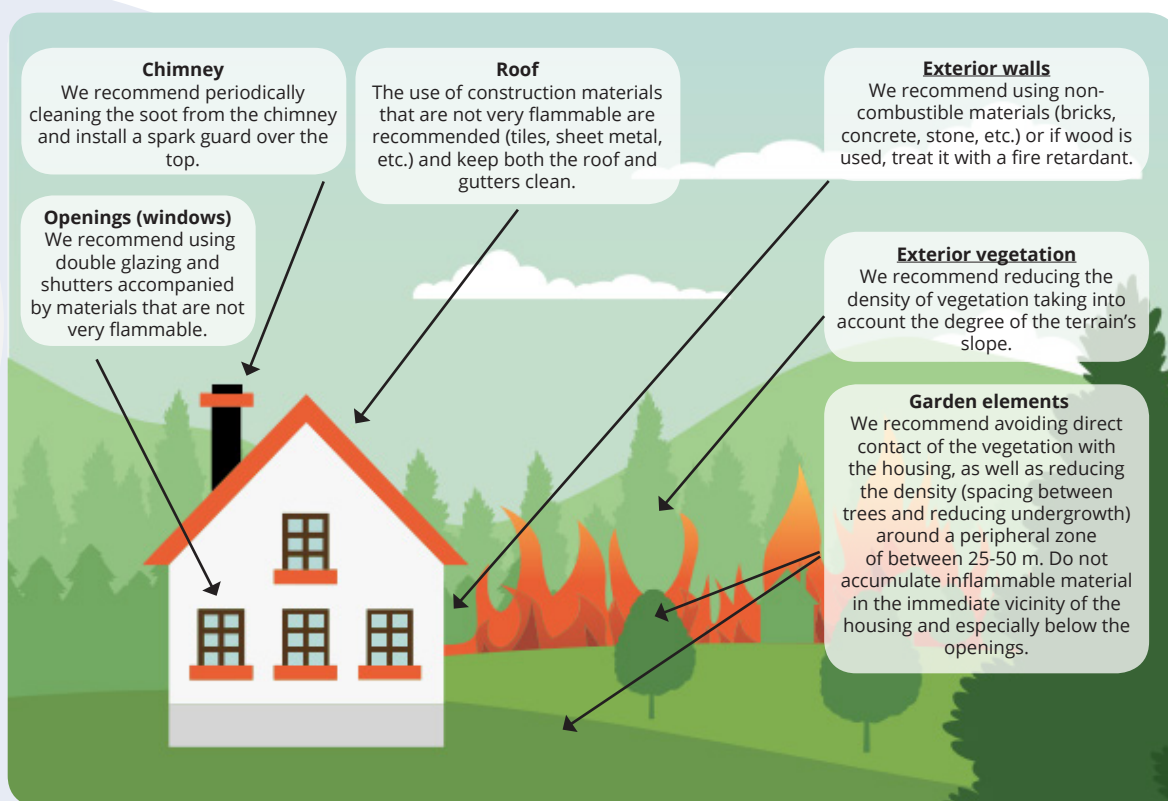 Chimney
We recommend periodically
cleaning the soot from the chimney
and install a spark guard over the
top.
Roof
The use of construction materials
that are not very flammable are
recommended (tiles, sheet metal,
etc.) and keep both the roof and
gutters clean.
Exterior walls
We recommend using non-
combustible materials (bricks,
concrete, stone, etc.) or if wood is
used, treat it with a fire retardant.
Openings (windows)
We recommend using
double glazing and
shutters accompanied
by materials that are not
very flammable.
Exterior vegetation
We recommend reducing the
density of vegetation taking into
account the degree of the terrain’s
slope.
Garden elements
We recommend avoiding direct
contact of the vegetation with
the housing, as well as reducing
the density (spacing between
trees and reducing undergrowth)
around a peripheral zone
of between 25-50 m. Do not
accumulate inflammable material
in the immediate vicinity of the
housing and especially below the
openings.